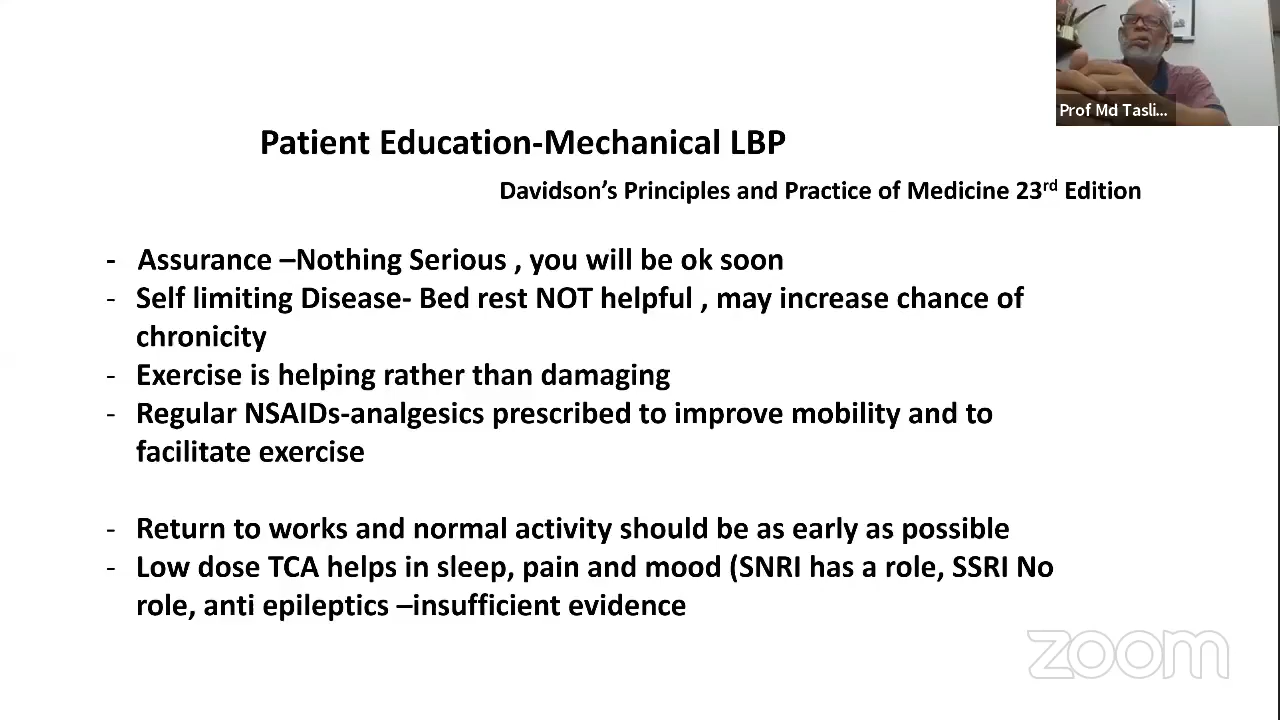 Prof Md Tasli...
Patient Education-Mechanical LBP
Davidson’s Principles and Practice of Medicine 23rd Edition
- Assurance –Nothing Serious , you will be ok soon
- Self limiting Disease- Bed rest NOT helpful , may increase chance of
chronicity
- Exercise is helping rather than damaging
- Regular NSAIDs-analgesics prescribed to improve mobility and to
facilitate exercise
- Return to works and normal activity should be as early as possible
- Low dose TCA helps in sleep, pain and mood (SNRI has a role, SSRI No
role, anti epileptics –insufficient evidence
zoom